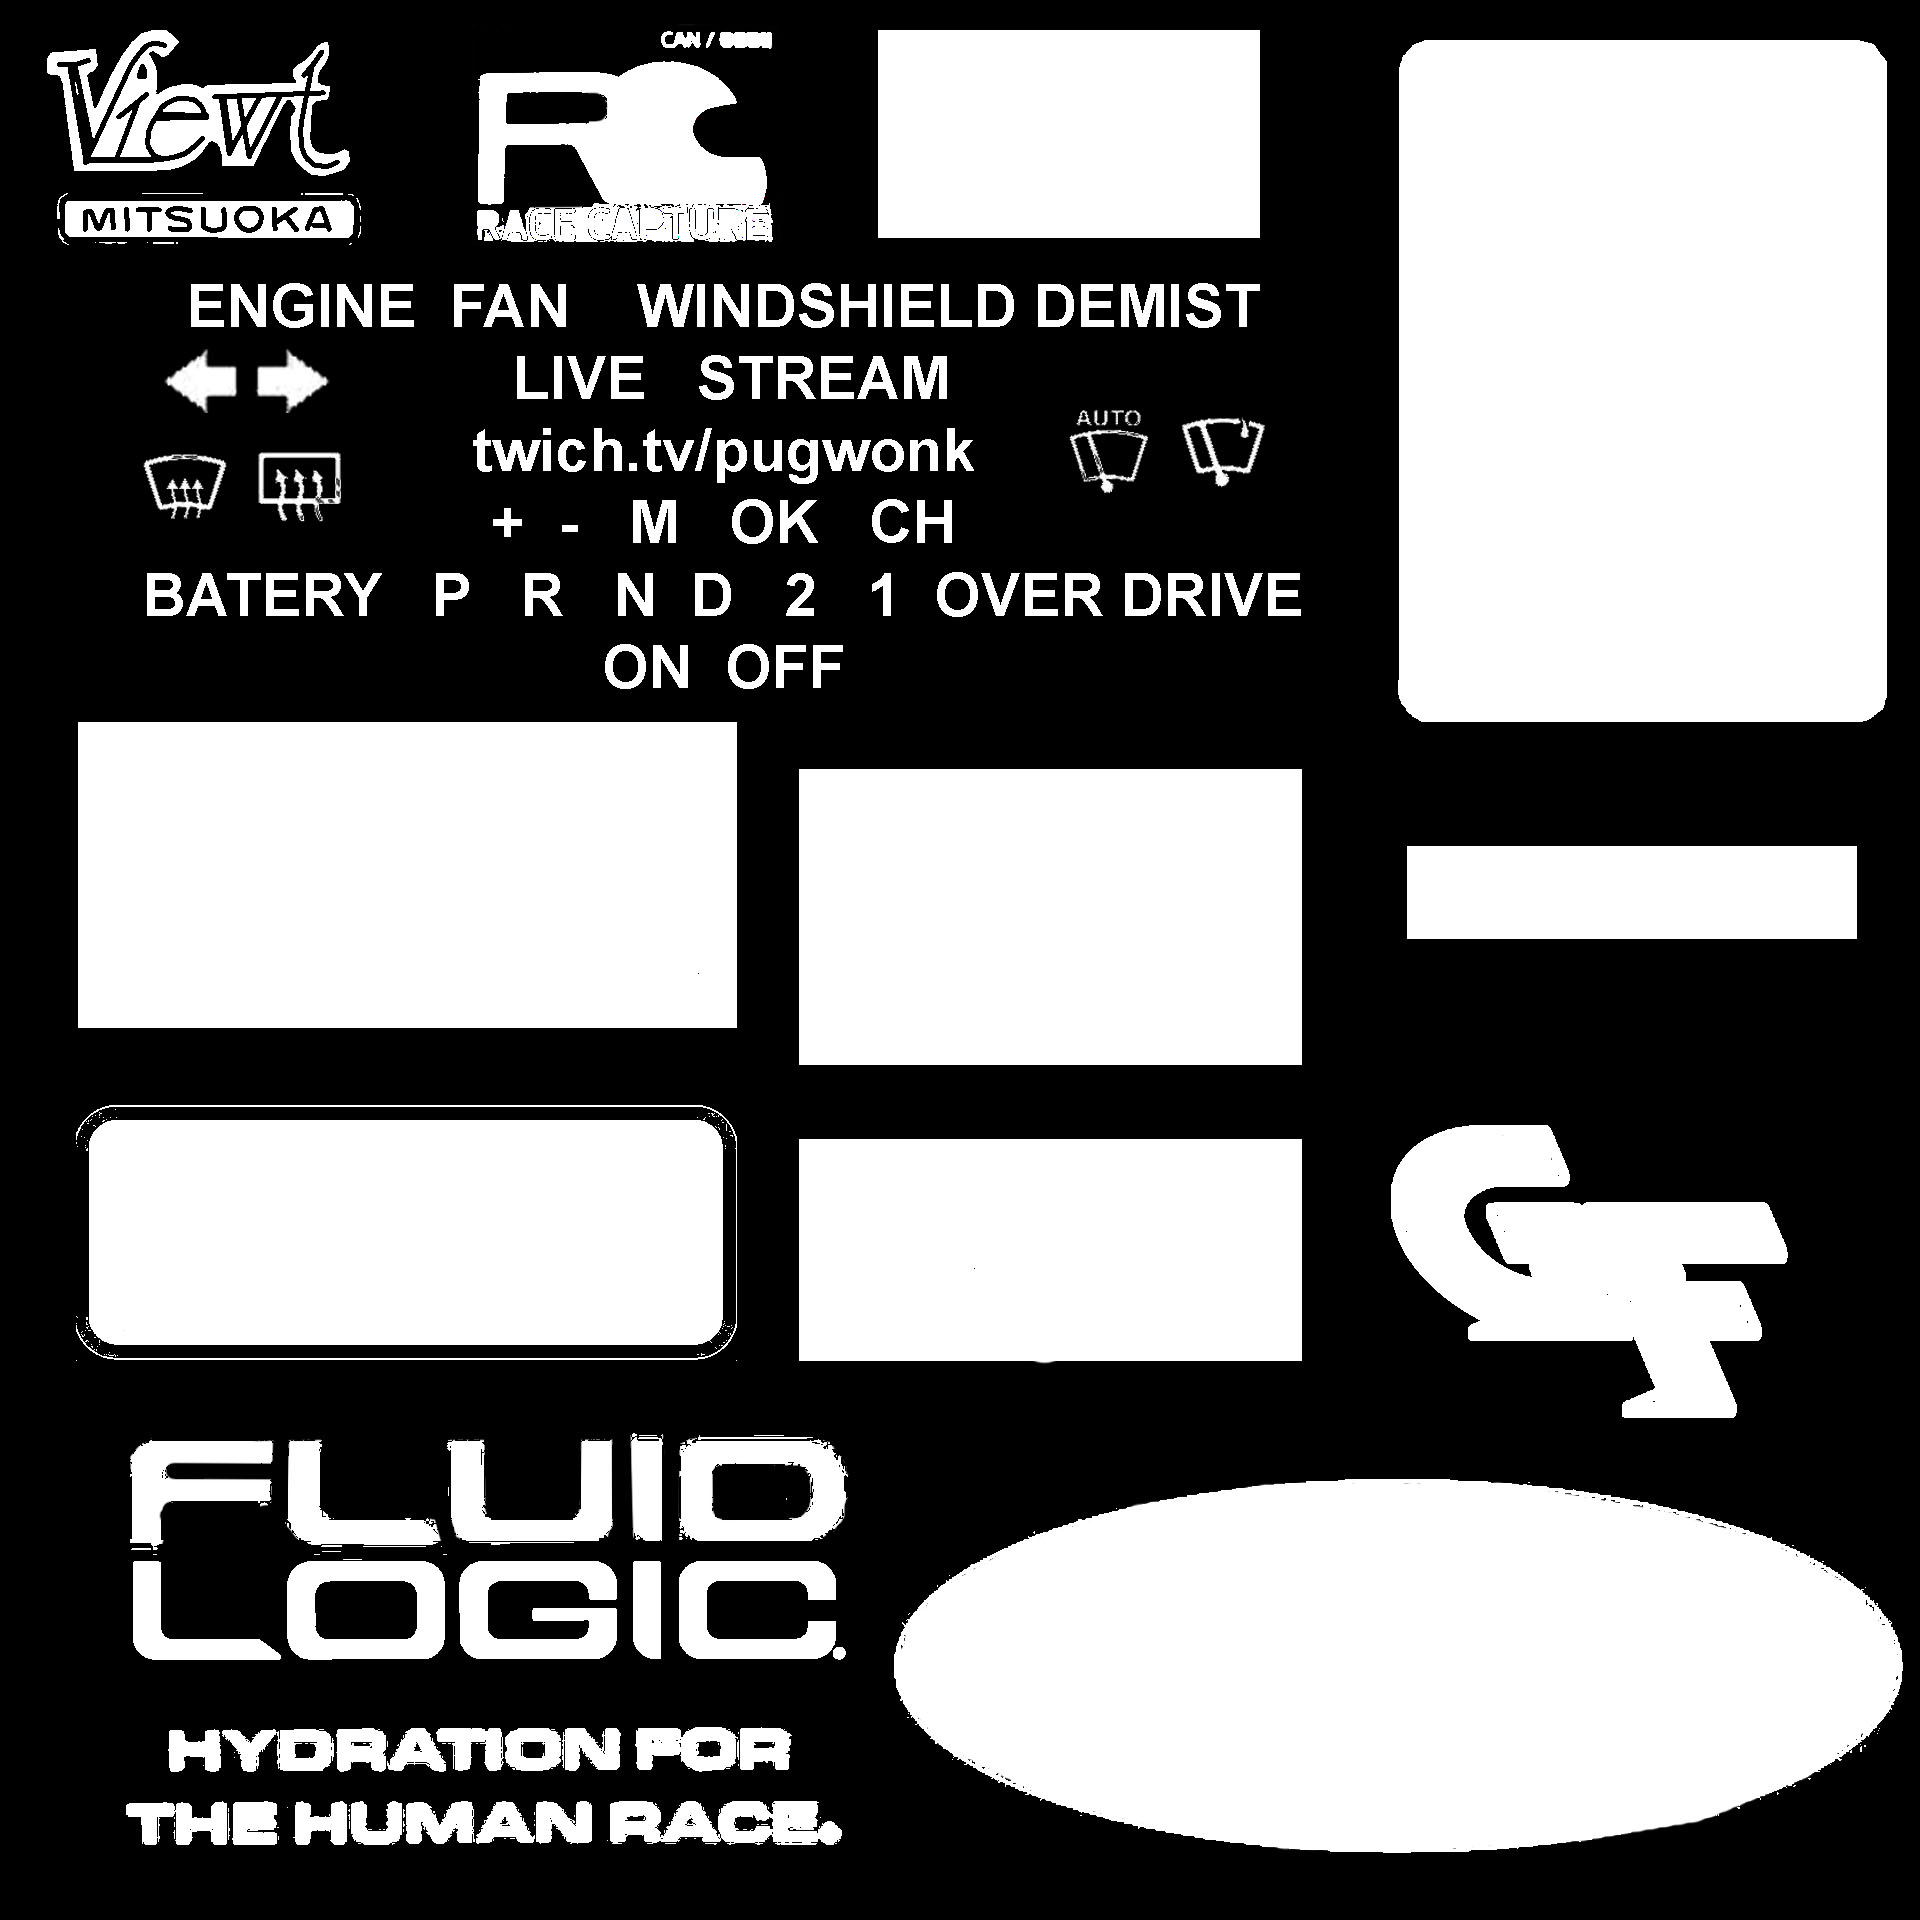 Viewt
MITSUOKA
CAN /
RC
RACE CAPTURE
ENGINE FAN WINDSHIELD DEMIST
LIVE STREAM
AUTO
twich.tv/pugwonk
+ - M OK CH
BATERY P R N D 2 1 OVER DRIVE
ON OFF
FLUID
LOGIC.
HYDRATION FOR
THE HUMAN RACE.